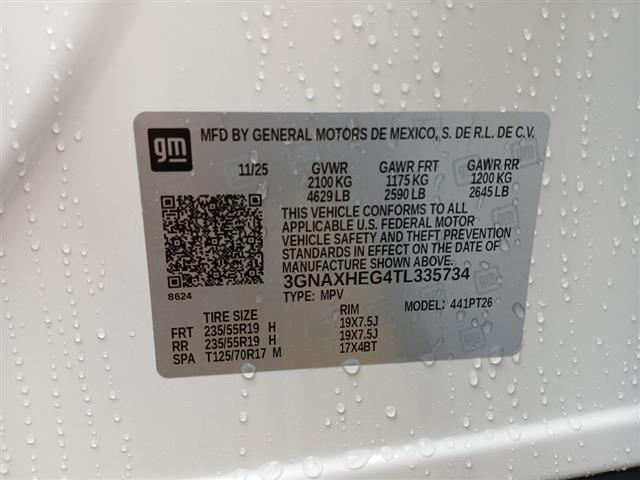 gm
MFD BY GENERAL MOTORS DE MEXICO, S. DE R.L. DE C.V.
11/25 GVWR GAWR FRT GAWR RR
2100 KG 1175 KG 1200 KG
4629 LB 2590 LB 2645 LB
THIS VEHICLE CONFORMS TO ALL
APPLICABLE U.S. FEDERAL MOTOR
VEHICLE SAFETY AND THEFT PREVENTION
STANDARDS IN EFFECT ON THE DATE OF
MANUFACTURE SHOWN ABOVE.
3GNAXHEG4TL335734
8624
TYPE: MPV MODEL: 441PT26
TIRE SIZE RIM
FRT 235/55R19 H 19X7.5J
RR 235/55R19 H 19X7.5J
SPA T125/70R17 M 17X4BT